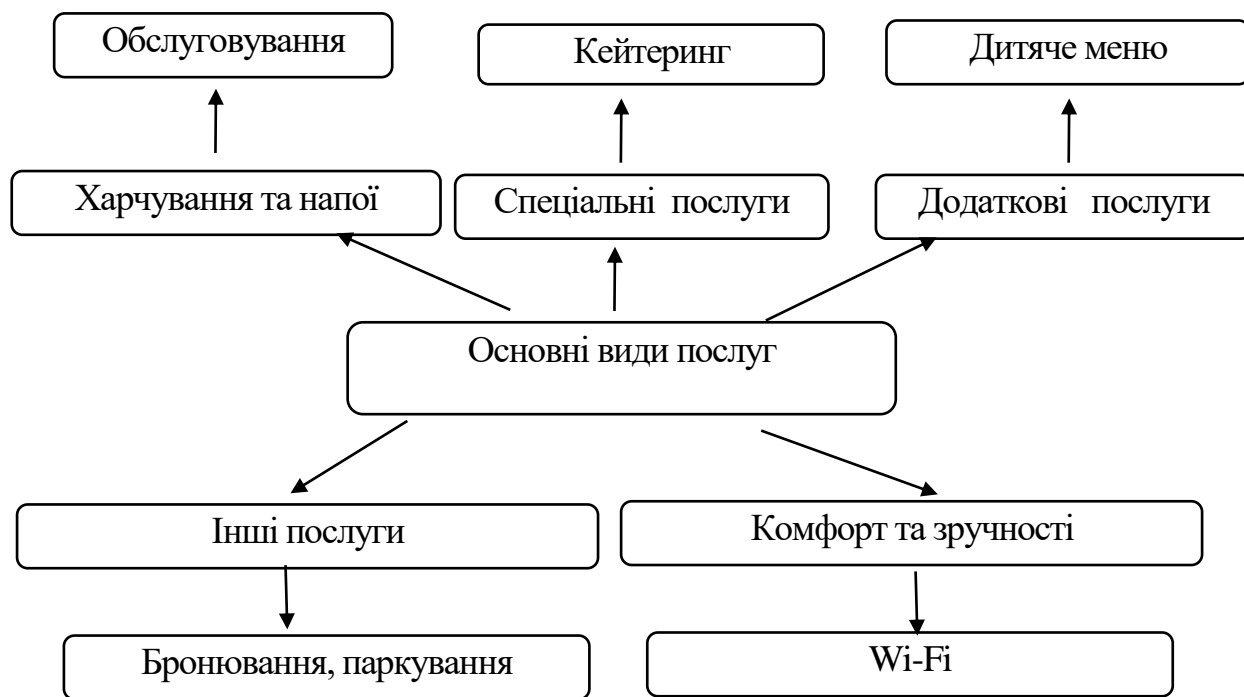 Обслуговування
Кейтеринг
Дитяче меню
Харчування та напої
Спеціальні послуги
Додаткові послуги
Основні види послуг
Інші послуги
Комфорт та зручності
Бронювання, паркування
Wi-Fi